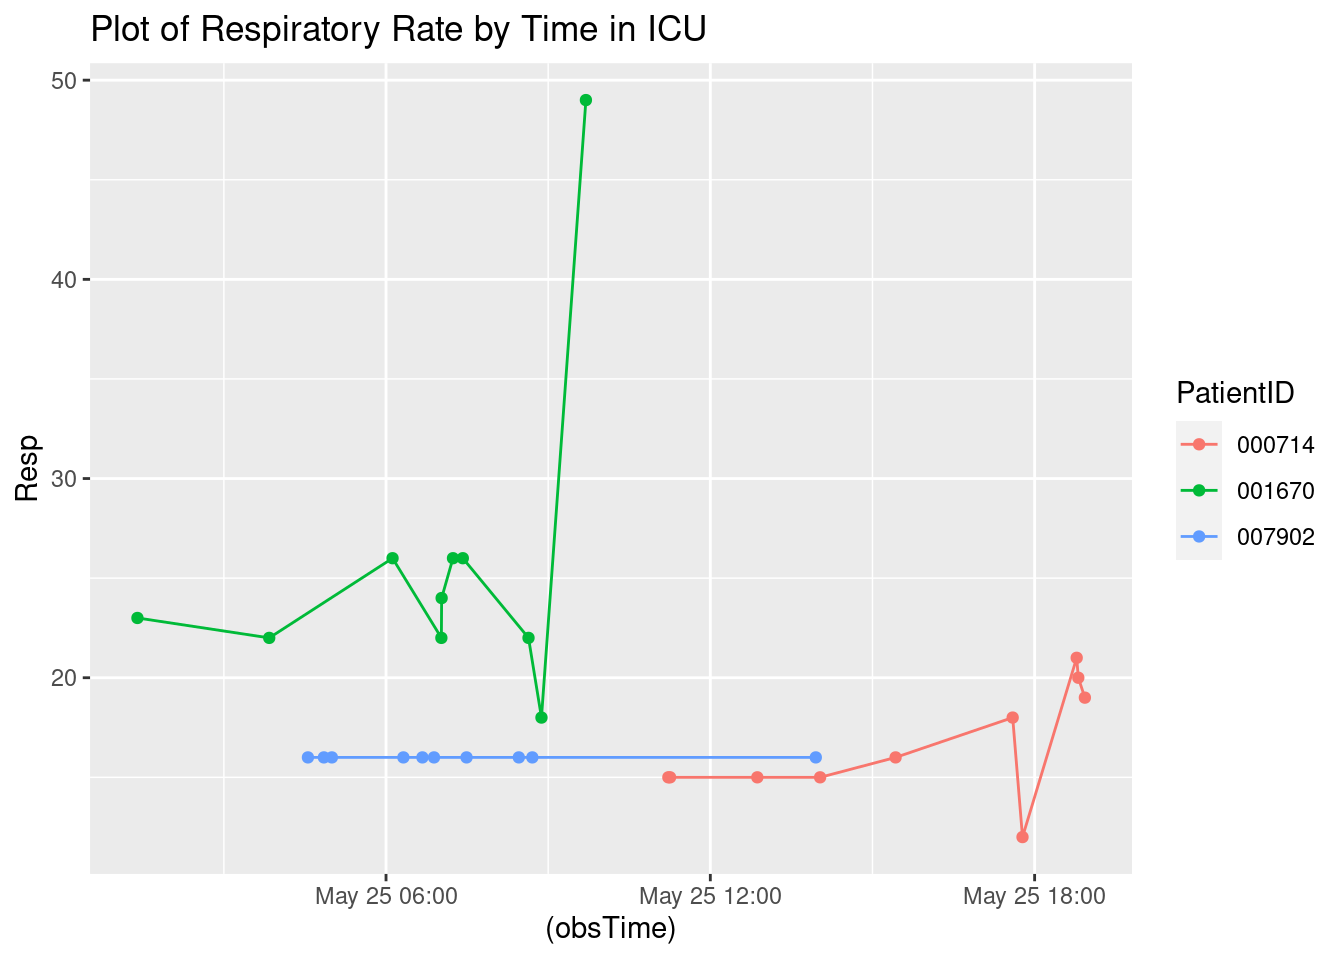 Plot of Respiratory Rate by Time in ICU
50
40
30
20
Resp
May 25 06:00
May 25 12:00
May 25 18:00
(obsTime)
PatientID
000714
001670
007902